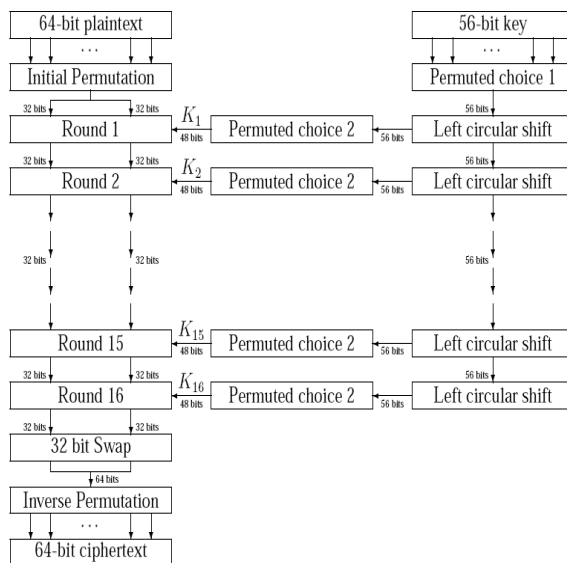 64-bit plaintext 56-bit key
... ...
Initial Permutation Permuted choice 1
32 bits 32 bits 56 bits
Round 1 K₁ 48 bits Permuted choice 2 56 bits Left circular shift
32 bits 32 bits 56 bits
Round 2 K₂ 48 bits Permuted choice 2 56 bits Left circular shift
32 bits 32 bits 56 bits
Round 15 K₁₅ 48 bits Permuted choice 2 56 bits Left circular shift
32 bits 32 bits 56 bits
Round 16 K₁₆ 48 bits Permuted choice 2 56 bits Left circular shift
32 bits 32 bits
32 bit Swap
64 bits
Inverse Permutation
...
64-bit ciphertext